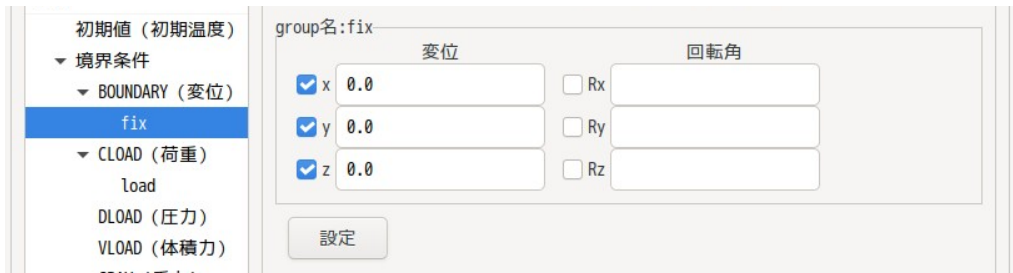 初期値 (初期温度)
▼ 境界条件
▼ BOUNDARY (変位)
fix
▼ CLOAD (荷重)
load
DLOAD (圧力)
VLOAD (体積力)
group名:fix
変位 回転角
x 0.0 Rx
y 0.0 Ry
z 0.0 Rz
設定